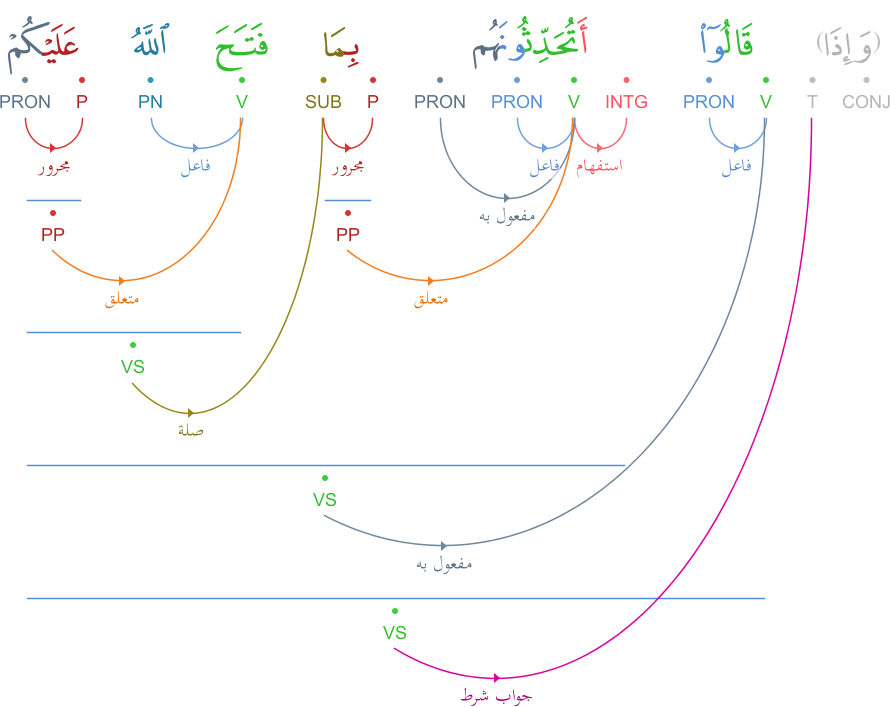 (وَإِذَا) قَالُوٓا۟ أَتُحَدِّثُونَهُم بِمَا فَتَحَ ٱللَّهُ عَلَيْكُمْ
CONJ T V PRON INTG V PRON PRON P SUB V PN P PRON
فاعل استفهام فاعل مجرور فاعل مجرور
مفعول به
PP PP
متعلق متعلق
VS
صلة
VS
مفعول به
VS
جواب شرط